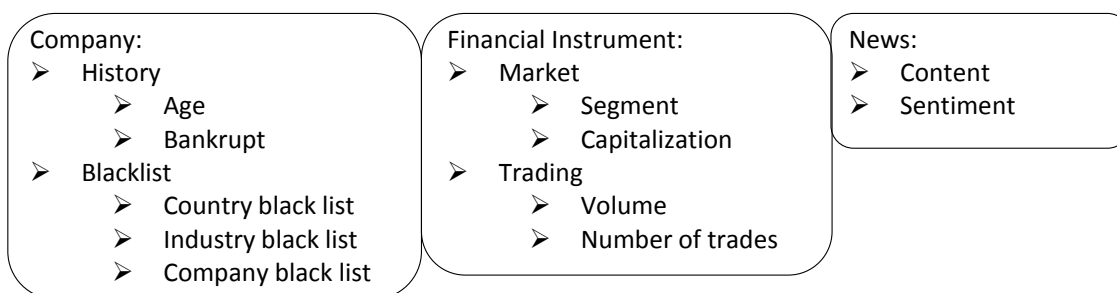 Company:
➢ History
➢ Age
➢ Bankrupt
➢ Blacklist
➢ Country black list
➢ Industry black list
➢ Company black list
Financial Instrument:
➢ Market
➢ Segment
➢ Capitalization
➢ Trading
➢ Volume
➢ Number of trades
News:
➢ Content
➢ Sentiment